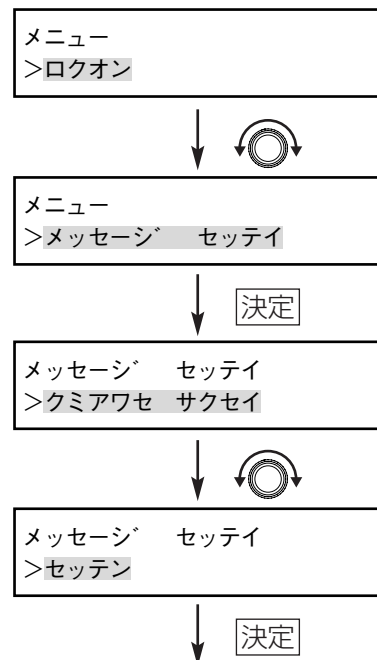 メニュー
>ロクオン
メニュー
>メッセージ　セッテイ
決定
メッセージ　セッテイ
>クミアワセ　サクセイ
メッセージ　セッテイ
>セッテン
決定